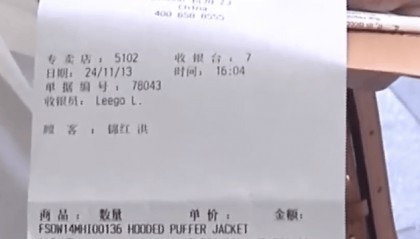 China
400 650 8555
专 卖 店 : 5102 收 银 台 : 7
日期: 24/11/13 时间: 16:04
单 据 编 号 : 78043
收银员: Leego L.
顾 客 : 锦红 洪
商 品 : 数量 单 价 : 金额:
FSOW14MHI00136 HOODED PUFFER JACKET